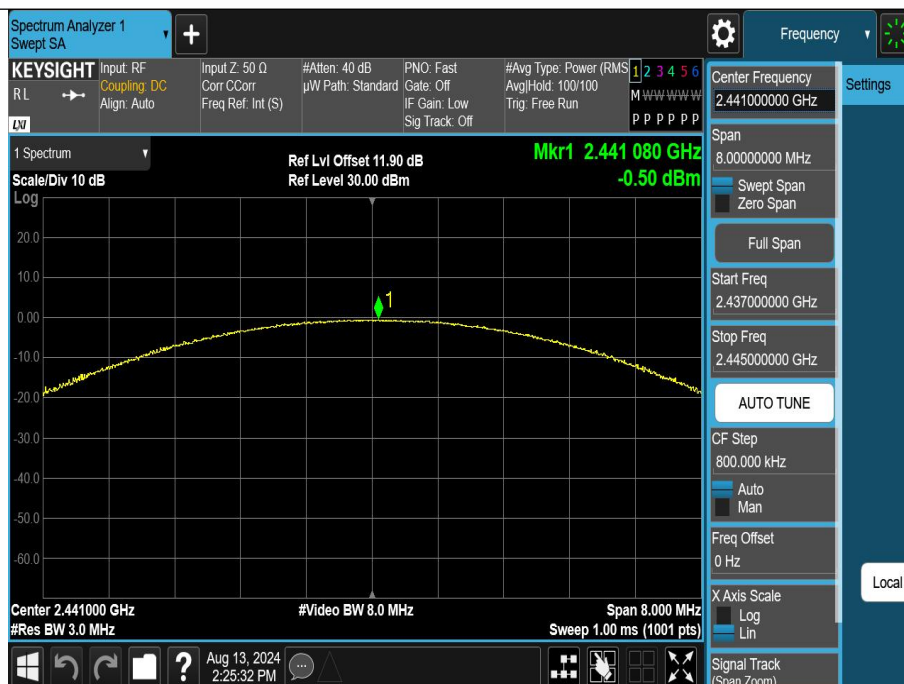 Spectrum Analyzer 1
Swept SA
Frequency
KEYSIGHT
R L
LXI
Input: RF
Coupling: DC
Align: Auto
Input Z: 50 Ω
Corr CCorr
Freq Ref: Int (S)
#Atten: 40 dB
µW Path: Standard
PNO: Fast
Gate: Off
IF Gain: Low
Sig Track: Off
#Avg Type: Power (RMS
Avg|Hold: 100/100
Trig: Free Run
1 2 3 4 5 6
M W W W W W
P P P P P P
1 Spectrum
Scale/Div 10 dB
Log
Ref Lvl Offset 11.90 dB
Ref Level 30.00 dBm
Mkr1 2.441 080 GHz
-0.50 dBm
20.0
10.0
0.00
-10.0
-20.0
-30.0
-40.0
-50.0
-60.0
1
Center 2.441000 GHz
#Res BW 3.0 MHz
#Video BW 8.0 MHz
Span 8.000 MHz
Sweep 1.00 ms (1001 pts)
?
Aug 13, 2024
2:25:32 PM
Center Frequency
2.441000000 GHz
Span
8.00000000 MHz
Swept Span
Zero Span
Full Span
Start Freq
2.437000000 GHz
Stop Freq
2.445000000 GHz
AUTO TUNE
CF Step
800.000 kHz
Auto
Man
Freq Offset
0 Hz
X Axis Scale
Log
Lin
Signal Track
(Span Zoom)
Settings
Local